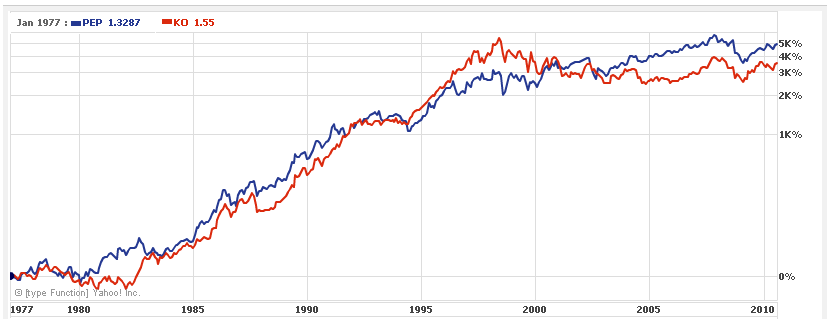 Jan 1977 : PEP 1.3287 KO 1.55
5K%
4K%
3K%
2K%
1K%
0%
© [type Function] Yahoo! Inc.
1977 1980 1985 1990 1995 2000 2005 2010